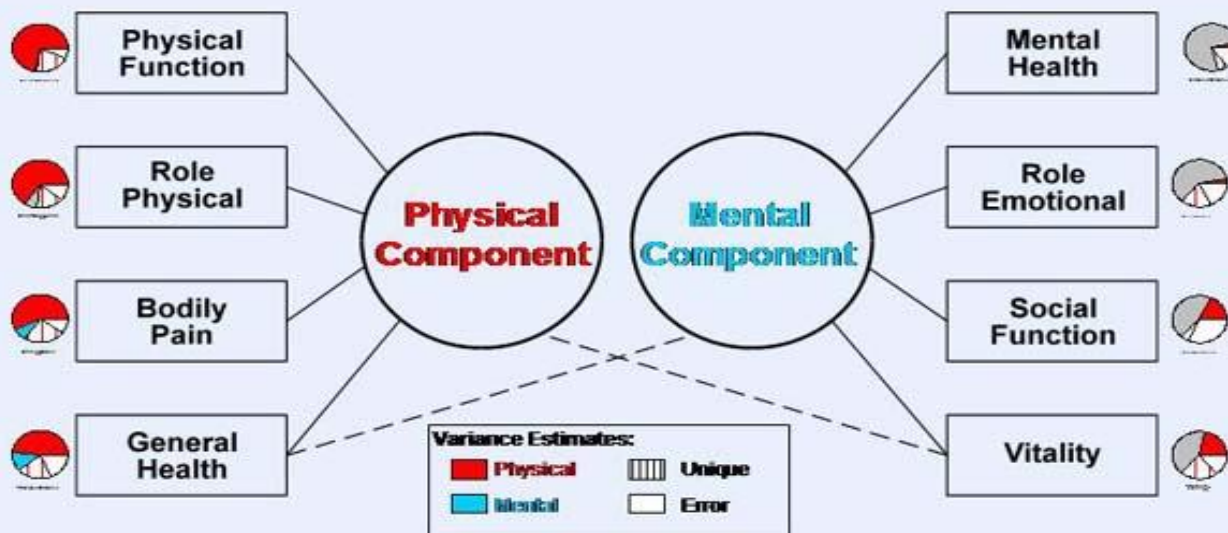 Physical
Function
Role
Physical
Bodily
Pain
General
Health
Physical
Component
Mental
Component
Mental
Health
Role
Emotional
Social
Function
Vitality
Variance Estimates:
Physical
Unique
Mental
Error